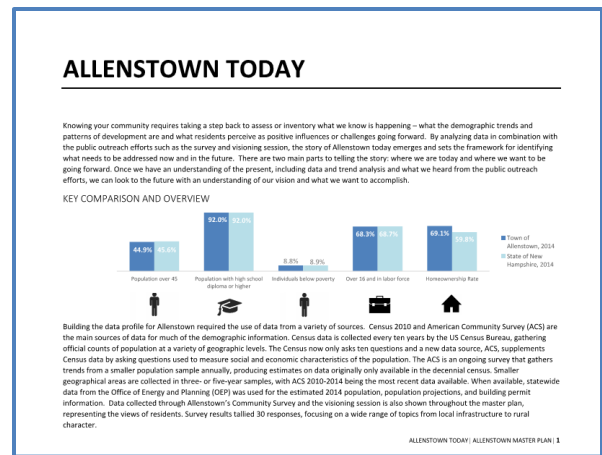 ALLENSTOWN TODAY
Knowing your community requires taking a step back to assess or inventory what we know is happening – what the demographic trends and
patterns of development are and what residents perceive as positive influences or challenges going forward. By analyzing data in combination with
the public outreach efforts such as the survey and visioning session, the story of Allenstown today emerges and sets the framework for identifying
what needs to be addressed now and in the future. There are two main parts to telling the story: where we are today and where we want to be
going forward. Once we have an understanding of the present, including data and trend analysis and what we heard from the public outreach
efforts, we can look to the future with an understanding of our vision and what we want to accomplish.
KEY COMPARISON AND OVERVIEW
44.9% 45.6%
92.0% 92.0%
8.8% 8.9%
68.3% 68.7%
69.1% 59.8%
Town of
Allenstown, 2014
State of New
Hampshire, 2014
Population over 45
Population with high school
diploma or higher
Individuals below poverty
Over 16 and in labor force
Homeownership Rate
Building the data profile for Allenstown required the use of data from a variety of sources. Census 2010 and American Community Survey (ACS) are
the main sources of data for much of the demographic information. Census data is collected every ten years by the US Census Bureau, gathering
official counts of population at a variety of geographic levels. The Census now only asks ten questions and a new data source, ACS, supplements
Census data by asking questions used to measure social and economic characteristics of the population. The ACS is an ongoing survey that gathers
trends from a smaller population sample annually, producing estimates on data originally only available in the decennial census. Smaller
geographical areas are collected in three- or five-year samples, with ACS 2010-2014 being the most recent data available. When available, statewide
data from the Office of Energy and Planning (OEP) was used for the estimated 2014 population, population projections, and building permit
information. Data collected through Allenstown's Community Survey and the visioning session is also shown throughout the master plan,
representing the views of residents. Survey results tallied 30 responses, focusing on a wide range of topics from local infrastructure to rural
character.
ALLENSTOWN TODAY| ALLENSTOWN MASTER PLAN| 1